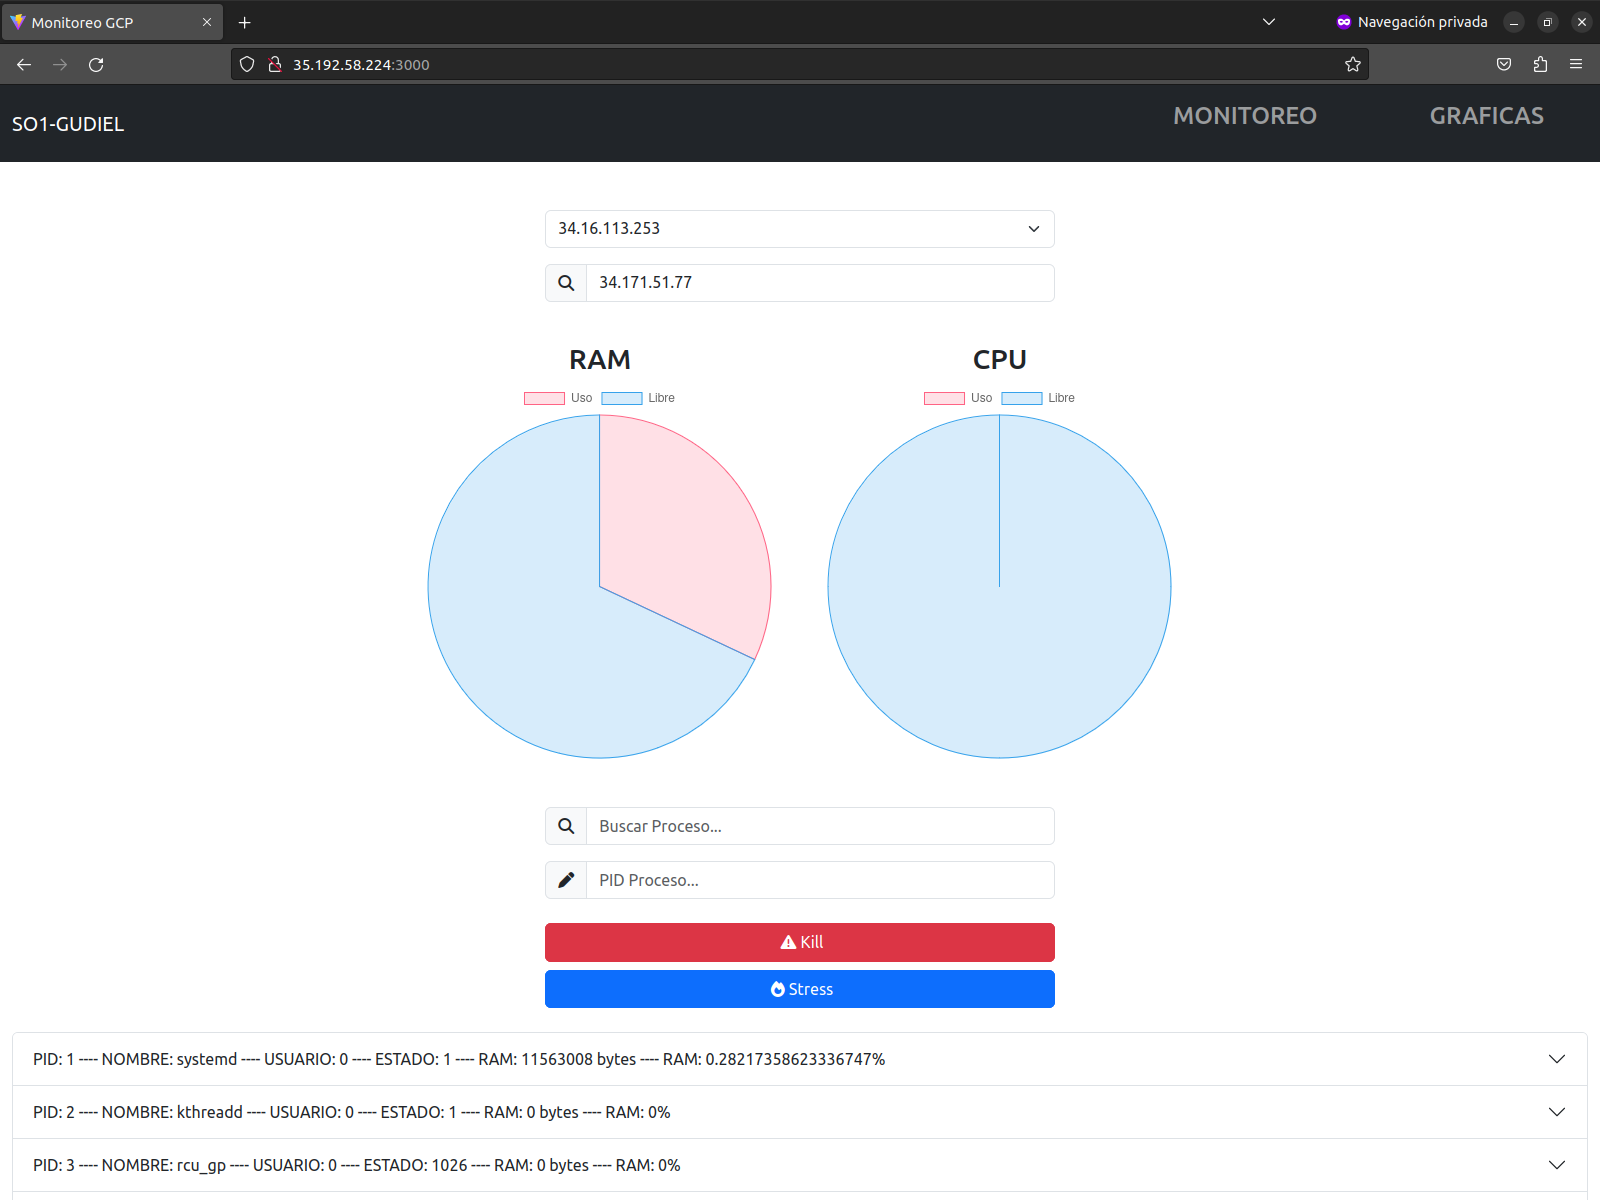 Monitoreo GCP
Navegación privada
35.192.58.224:3000
SO1-GUDIEL
MONITOREO
GRAFICAS
34.16.113.253
34.171.51.77
RAM
CPU
Uso
Libre
Uso
Libre
Buscar Proceso...
PID Proceso...
Kill
Stress
PID: 1 ---- NOMBRE: systemd ---- USUARIO: 0 ---- ESTADO: 1 ---- RAM: 11563008 bytes ---- RAM: 0.28217358623336747%
PID: 2 ---- NOMBRE: kthreadd ---- USUARIO: 0 ---- ESTADO: 1 ---- RAM: 0 bytes ---- RAM: 0%
PID: 3 ---- NOMBRE: rcu_gp ---- USUARIO: 0 ---- ESTADO: 1026 ---- RAM: 0 bytes ---- RAM: 0%